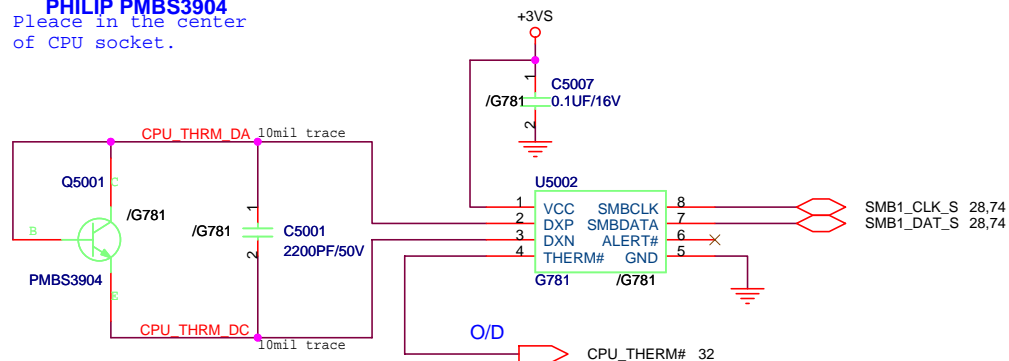 PHILIP PMBS3904
Pleace in the center
of CPU socket.
+3VS
1
C5007
/G781
0.1UF/16V
2
CPU_THRM_DA
10mil trace
Q5001
C
/G781
B
PMBS3904
E
1
/G781
C5001
2
2200PF/50V
CPU_THRM_DC
10mil trace
U5002
1 VCC SMBCLK 8
2 DXP SMBDATA 7
3 DXN ALERT# 6
4 THERM# GND 5
G781 /G781
SMB1_CLK_S 28,74
SMB1_DAT_S 28,74
O/D
CPU_THERM# 32